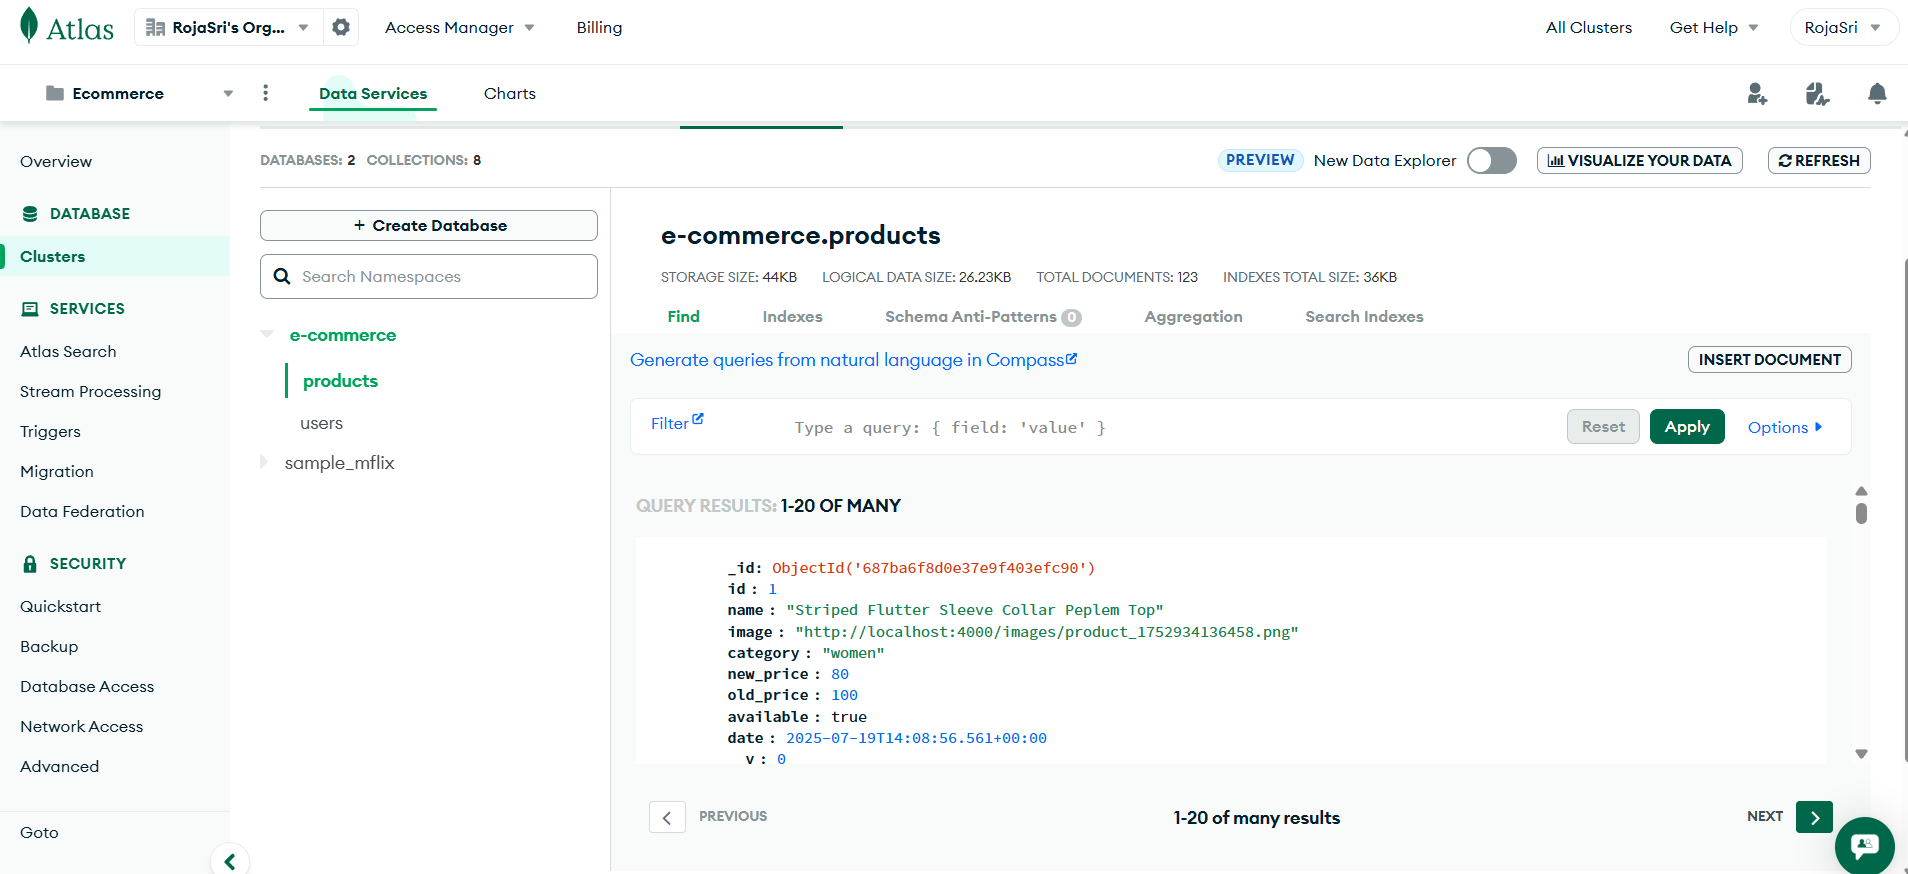 Atlas
RojaSri's Org...
Access Manager
Billing
All Clusters
Get Help
RojaSri
Ecommerce
Data Services
Charts
Overview
DATABASE
Clusters
SERVICES
Atlas Search
Stream Processing
Triggers
Migration
Data Federation
SECURITY
Quickstart
Backup
Database Access
Network Access
Advanced
Goto
DATABASES: 2 COLLECTIONS: 8
PREVIEW New Data Explorer
VISUALIZE YOUR DATA
REFRESH
+ Create Database
Search Namespaces
e-commerce
products
users
sample_mflix
e-commerce.products
STORAGE SIZE: 44KB LOGICAL DATA SIZE: 26.23KB TOTAL DOCUMENTS: 123 INDEXES TOTAL SIZE: 36KB
Find Indexes Schema Anti-Patterns 0 Aggregation Search Indexes
Generate queries from natural language in Compass
INSERT DOCUMENT
Filter
Type a query: { field: 'value' }
Reset
Apply
Options
QUERY RESULTS: 1-20 OF MANY
_id: ObjectId('687ba6f8d0e37e9f403efc90')
id : 1
name : "Striped Flutter Sleeve Collar Peplem Top"
image : "http://localhost:4000/images/product_1752934136458.png"
category : "women"
new_price : 80
old_price : 100
available : true
date : 2025-07-19T14:08:56.561+00:00
v : 0
PREVIOUS
1-20 of many results
NEXT